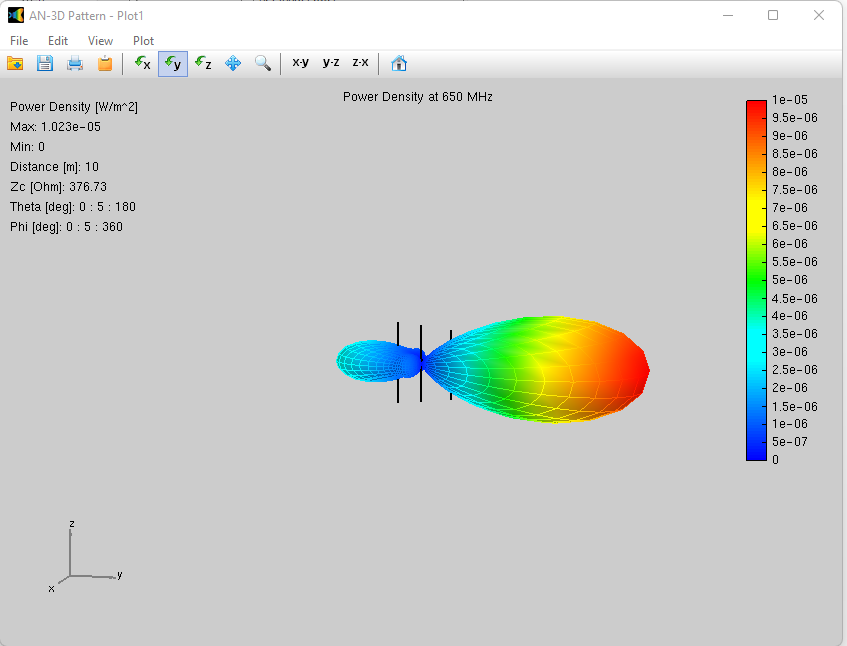 AN-3D Pattern - Plot1
File Edit View Plot
x y z x-y y-z z-x
Power Density at 650 MHz
Power Density [W/m^2]
Max: 1.023e-05
Min: 0
Distance [m]: 10
Zc [Ohm]: 376.73
Theta [deg]: 0 : 5 : 180
Phi [deg]: 0 : 5 : 360
1e-05
9.5e-06
9e-06
8.5e-06
8e-06
7.5e-06
7e-06
6.5e-06
6e-06
5.5e-06
5e-06
4.5e-06
4e-06
3.5e-06
3e-06
2.5e-06
2e-06
1.5e-06
1e-06
5e-07
0
z
y
x